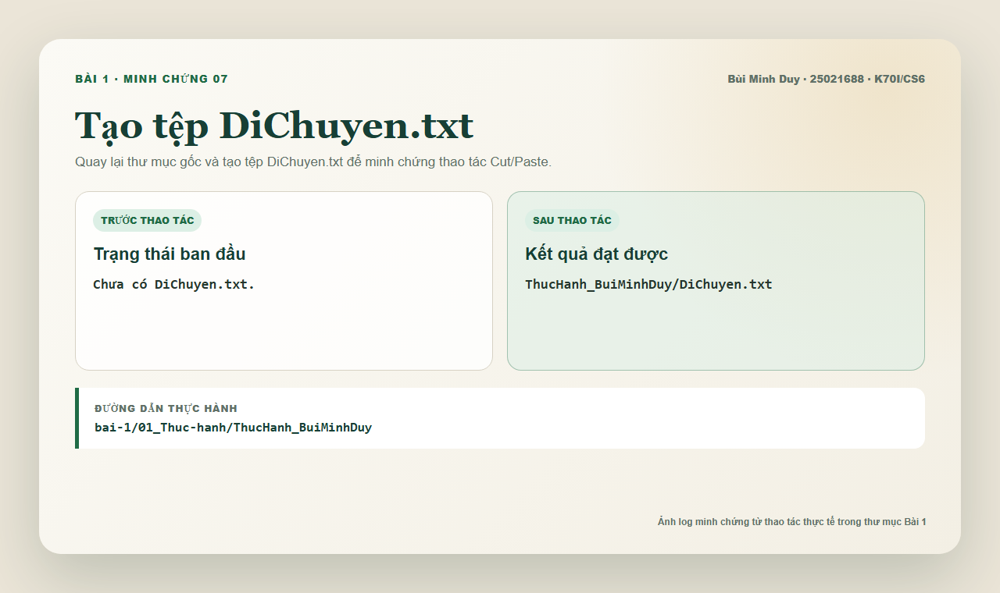 BÀI 1 · MINH CHỨNG 07
Bùi Minh Duy · 25021688 · K70I/CS6
Tạo tệp DiChuyen.txt
Quay lại thư mục gốc và tạo tệp DiChuyen.txt để minh chứng thao tác Cut/Paste.
TRƯỚC THAO TÁC
Trạng thái ban đầu
Chưa có DiChuyen.txt.
SAU THAO TÁC
Kết quả đạt được
ThucHanh_BuiMinhDuy/DiChuyen.txt
ĐƯỜNG DẪN THỰC HÀNH
bai-1/01_Thuc-hanh/ThucHanh_BuiMinhDuy
Ảnh log minh chứng từ thao tác thực tế trong thư mục Bài 1